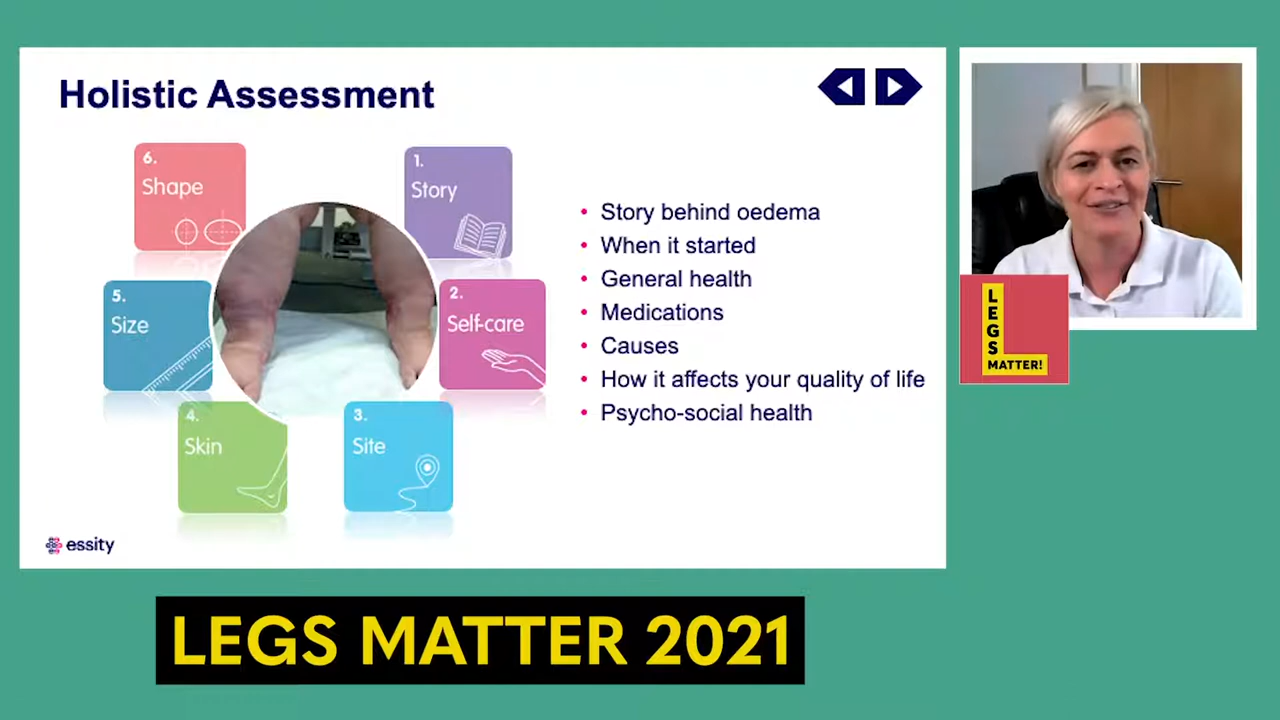 Holistic Assessment
6.
Shape
1.
Story
5.
Size
2.
Self-care
4.
Skin
3.
Site
• Story behind oedema
• When it started
• General health
• Medications
• Causes
• How it affects your quality of life
• Psycho-social health
essity
LEGS
MATTER!
LEGS MATTER 2021